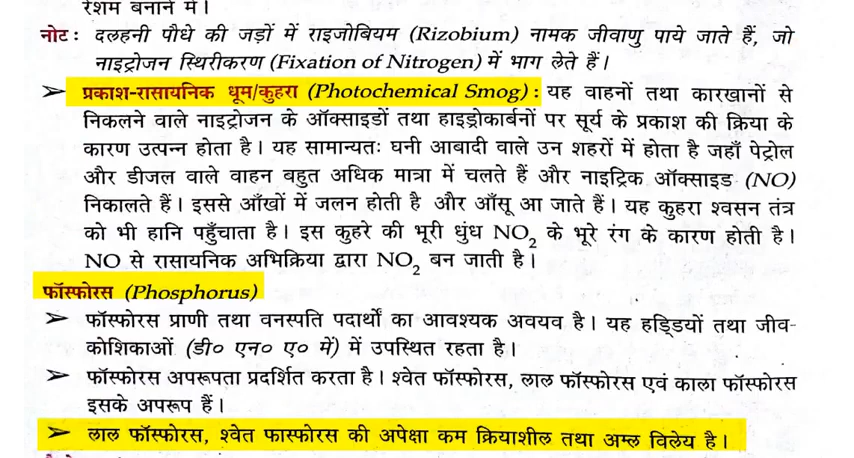 रेशम बनाने में।
नोट: दलहनी पौधे की जड़ों में राइजोबियम (Rizobium) नामक जीवाणु पाये जाते हैं, जो
नाइट्रोजन स्थिरीकरण (Fixation of Nitrogen) में भाग लेते हैं।
➢ प्रकाश-रासायनिक धूम/कुहरा (Photochemical Smog) : यह वाहनों तथा कारखानों से
निकलने वाले नाइट्रोजन के ऑक्साइडों तथा हाइड्रोकार्बनों पर सूर्य के प्रकाश की क्रिया के
कारण उत्पन्न होता है। यह सामान्यतः घनी आबादी वाले उन शहरों में होता है जहाँ पेट्रोल
और डीजल वाले वाहन बहुत अधिक मात्रा में चलते हैं और नाइट्रिक ऑक्साइड (NO)
निकालते हैं। इससे आँखों में जलन होती है और आँसू आ जाते हैं। यह कुहरा श्वसन तंत्र
को भी हानि पहुँचाता है। इस कुहरे की भूरी धुंध NO₂ के भूरे रंग के कारण होती है।
NO से रासायनिक अभिक्रिया द्वारा NO₂ बन जाती है।
फॉस्फोरस (Phosphorus)
➢ फॉस्फोरस प्राणी तथा वनस्पति पदार्थों का आवश्यक अवयव है। यह हड्डियों तथा जीव-
कोशिकाओं (डी० एन० ए० में) में उपस्थित रहता है।
➢ फॉस्फोरस अपरूपता प्रदर्शित करता है। श्वेत फॉस्फोरस, लाल फॉस्फोरस एवं काला फॉस्फोरस
इसके अपरूप हैं।
➢ लाल फॉस्फोरस, श्वेत फास्फोरस की अपेक्षा कम क्रियाशील तथा अम्ल विलेय है।